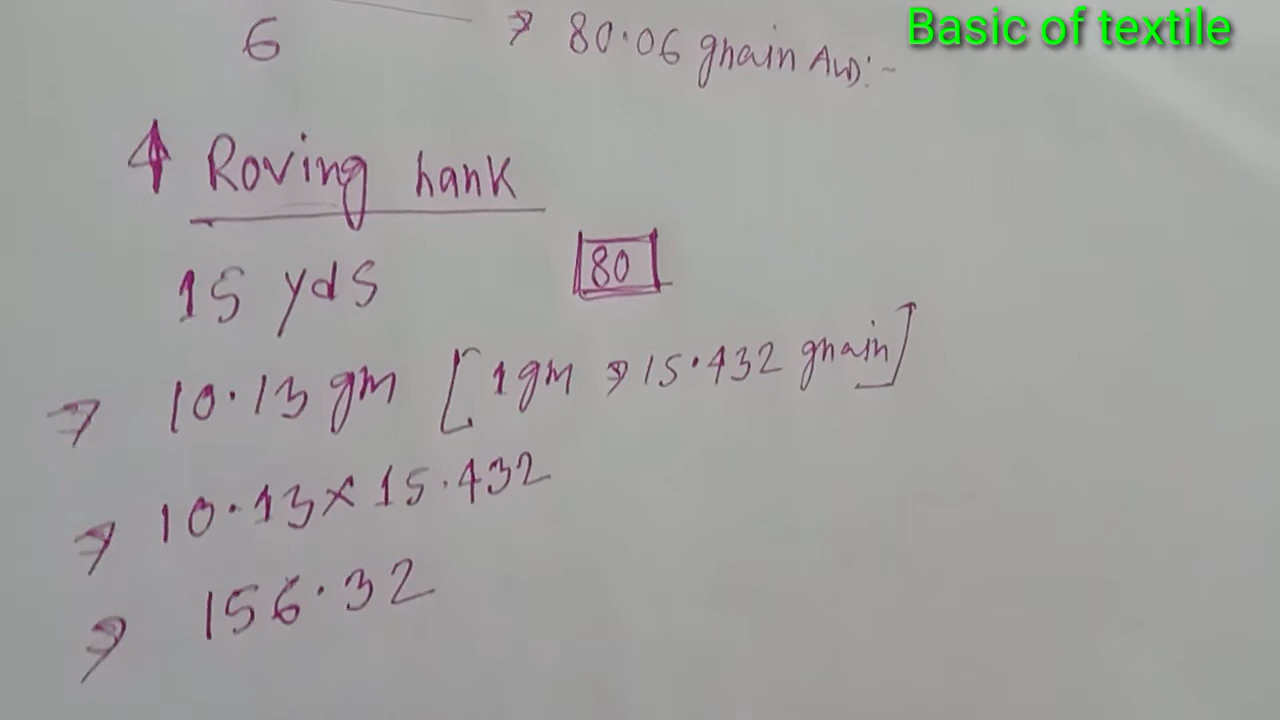 Basic of textile
6 ⇒ 80.06 grain Ans:-
4 Roving hank
15 yds 80
⇒ 10.13 gm [1gm ⇒ 15.432 grain]
⇒ 10.13 × 15.432
⇒ 156.32